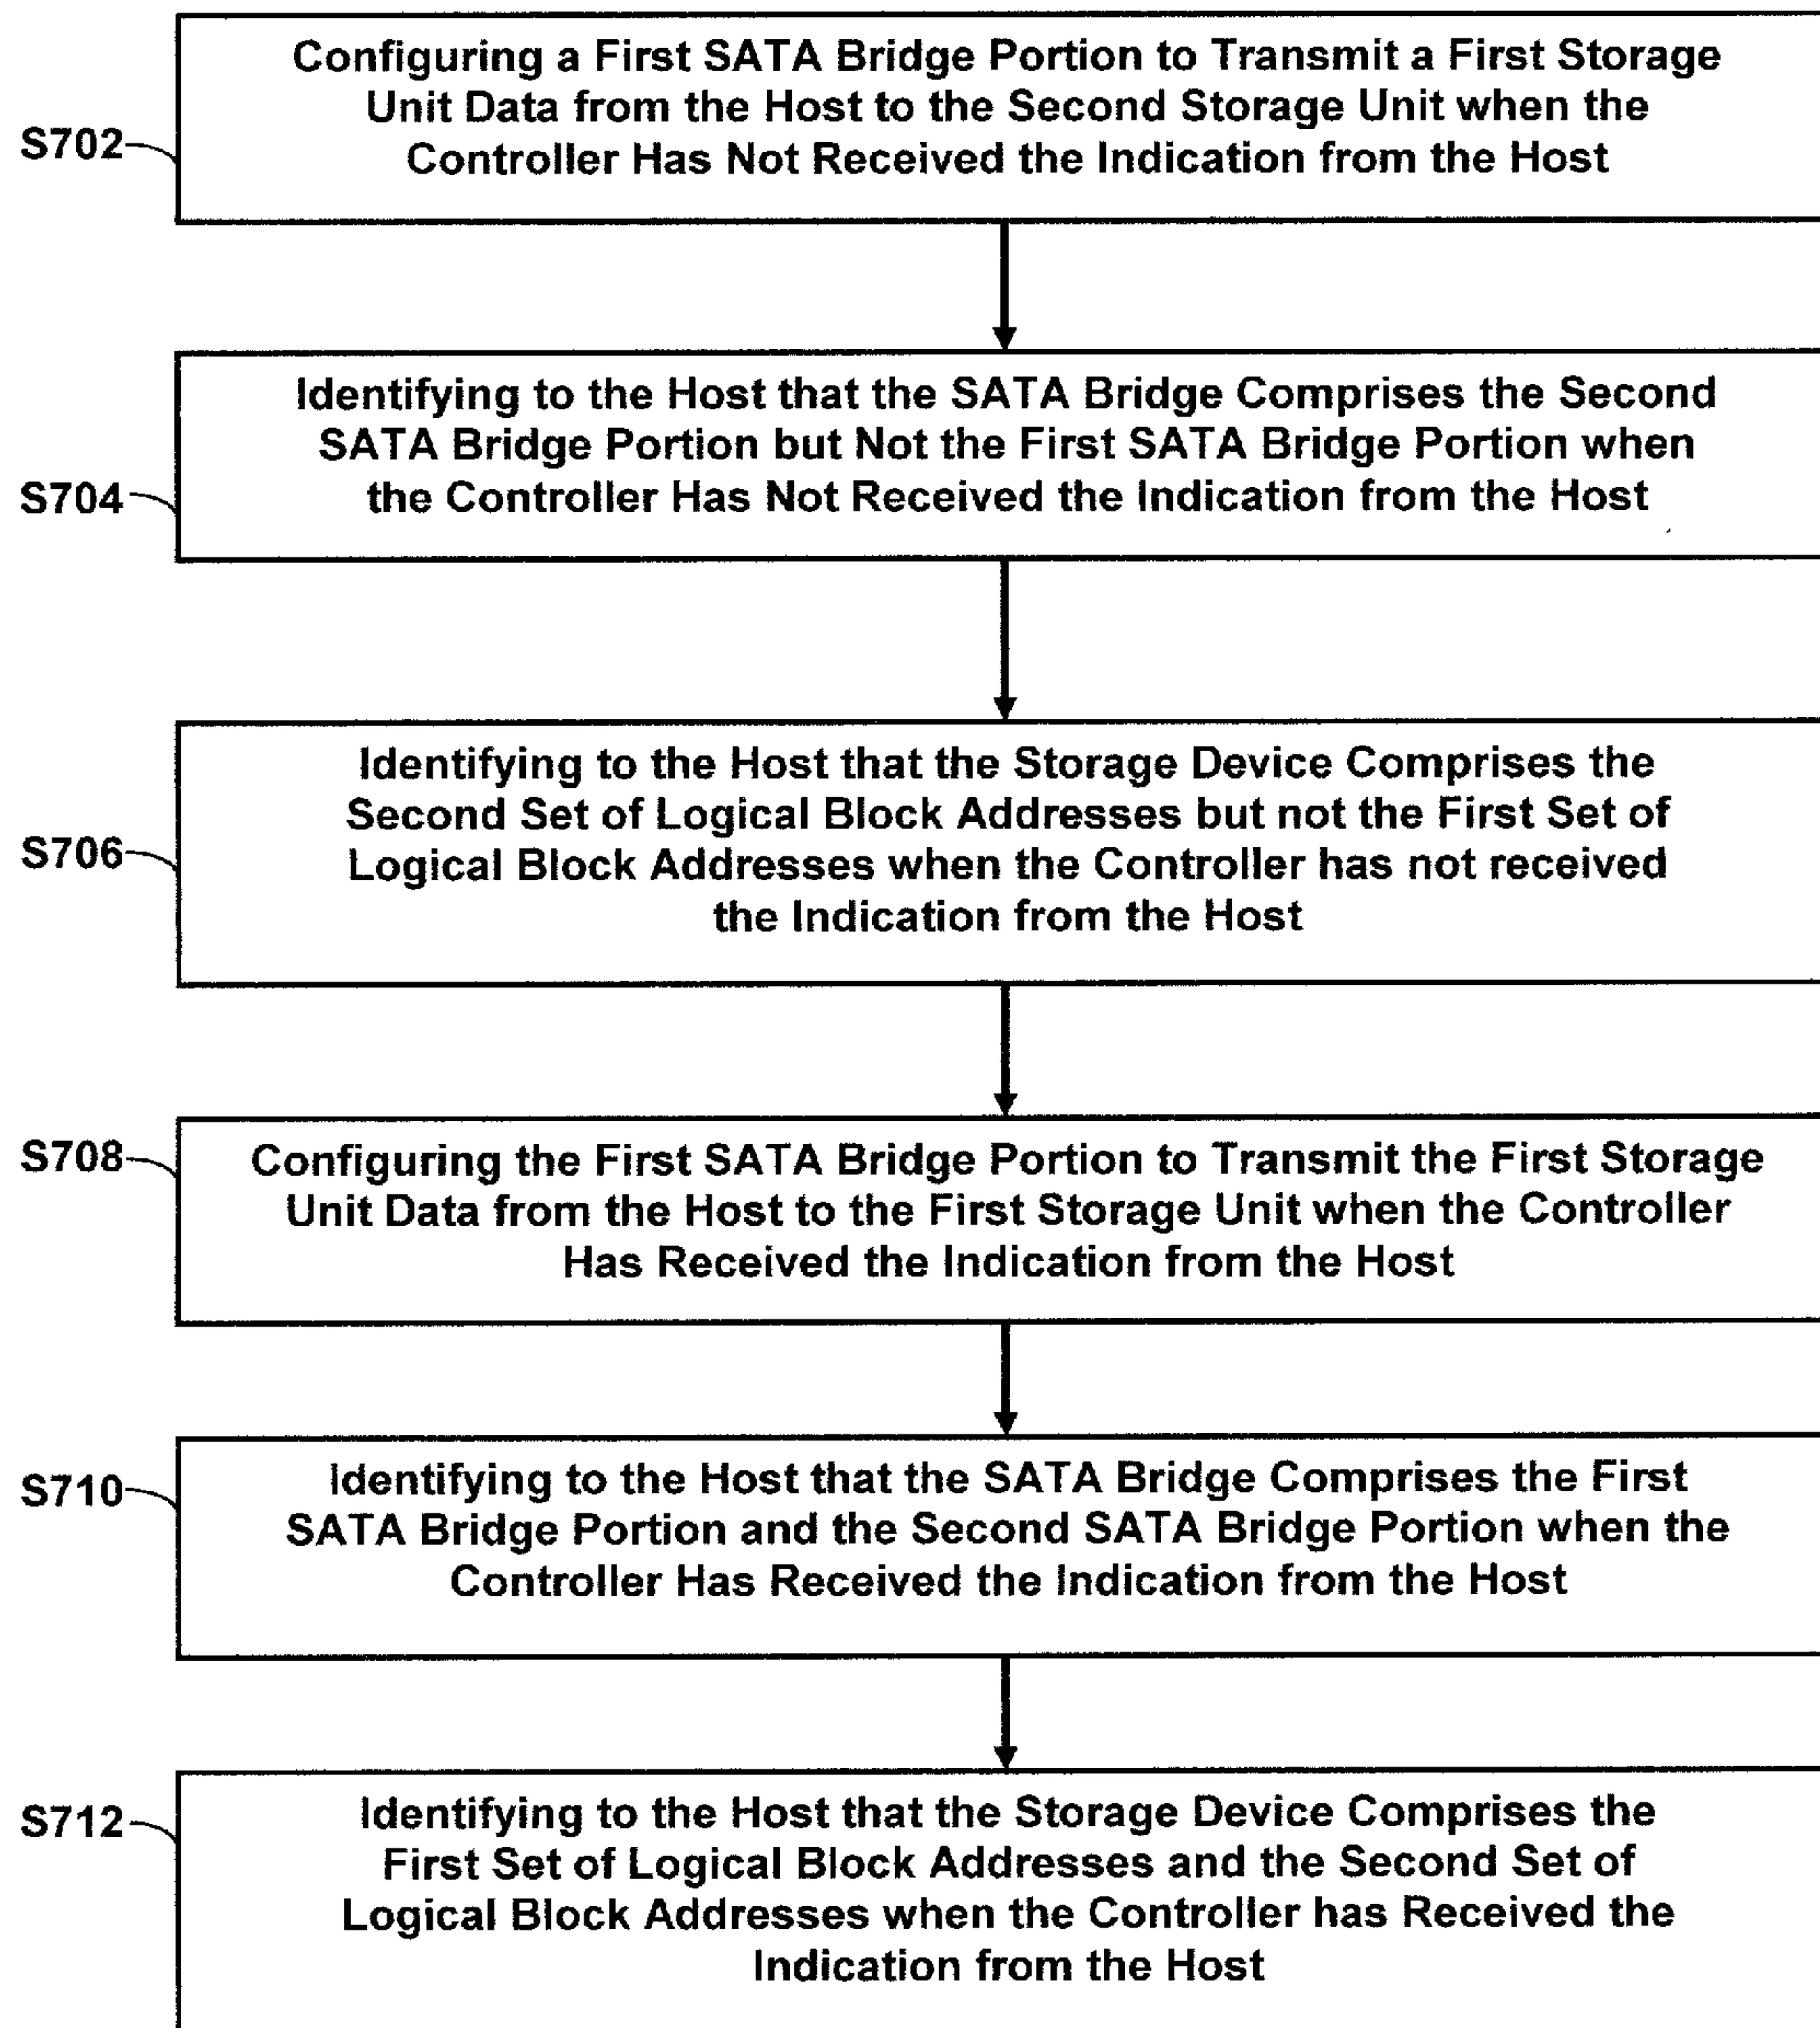 Configuring a First SATA Bridge Portion to Transmit a First Storage
Unit Data from the Host to the Second Storage Unit when the
Controller Has Not Received the Indication from the Host
S702
Identifying to the Host that the SATA Bridge Comprises the Second
SATA Bridge Portion but Not the First SATA Bridge Portion when
the Controller Has Not Received the Indication from the Host
S704
Identifying to the Host that the Storage Device Comprises the
Second Set of Logical Block Addresses but not the First Set of
Logical Block Addresses when the Controller has not received
the Indication from the Host
S706
S708
Configuring the First SATA Bridge Portion to Transmit the First Storage
Unit Data from the Host to the First Storage Unit when the Controller
Has Received the Indication from the Host
S710
Identifying to the Host that the SATA Bridge Comprises the First
SATA Bridge Portion and the Second SATA Bridge Portion when the
Controller Has Received the Indication from the Host
S712
Identifying to the Host that the Storage Device Comprises the
First Set of Logical Block Addresses and the Second Set of
Logical Block Addresses when the Controller has Received the
Indication from the Host